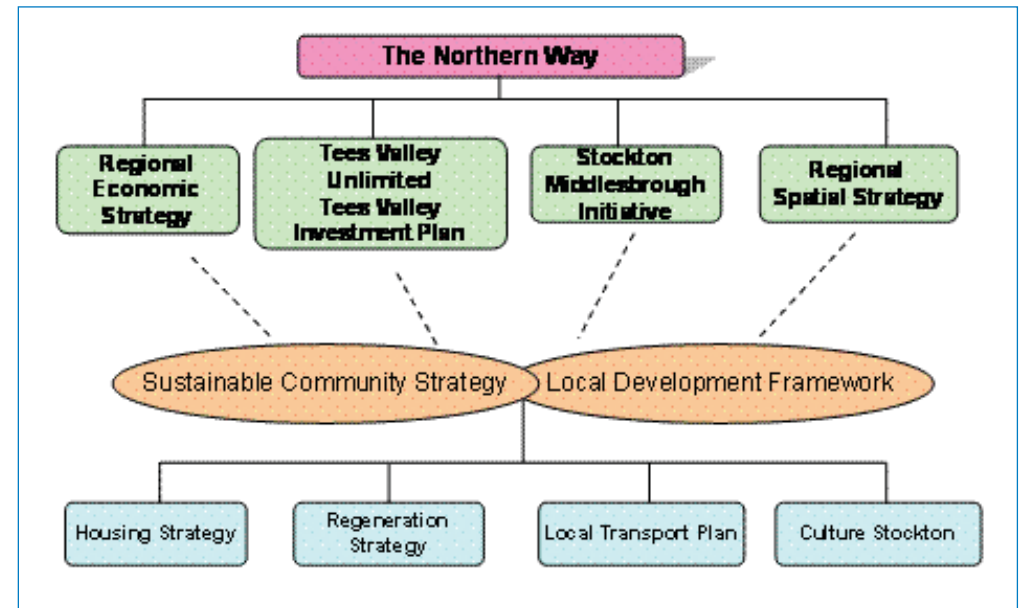 The Northern Way
Regional
Economic
Strategy
Tees Valley
Unlimited
Tees Valley
Investment Plan
Stockton
Middlesbrough
Initiative
Regional
Spatial Strategy
Sustainable Community Strategy
Local Development Framework
Housing Strategy
Regeneration
Strategy
Local Transport Plan
Culture Stockton